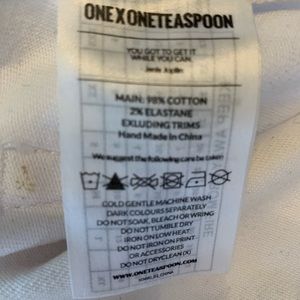 ONEXONETEASPOON
YOU GOT TO GET IT
WHILE YOU CAN.
Janis Joplin
MAIN: 98% COTTON
2% ELASTANE
EXLUDING TRIMS
Hand Made in China
We suggest the following care be taken
COLD GENTLE MACHINE WASH
DARK COLOURS SEPARATELY
DO NOT SOAK, BLEACH OR WRING
DO NOT TUMBLE DRY
IRON ON LOW HEAT
DO NOT IRON ON PRINT
OR ACCESSORIES
DO NOT DRYCLEAN (X)
WWW.ONETEASPOON.COM